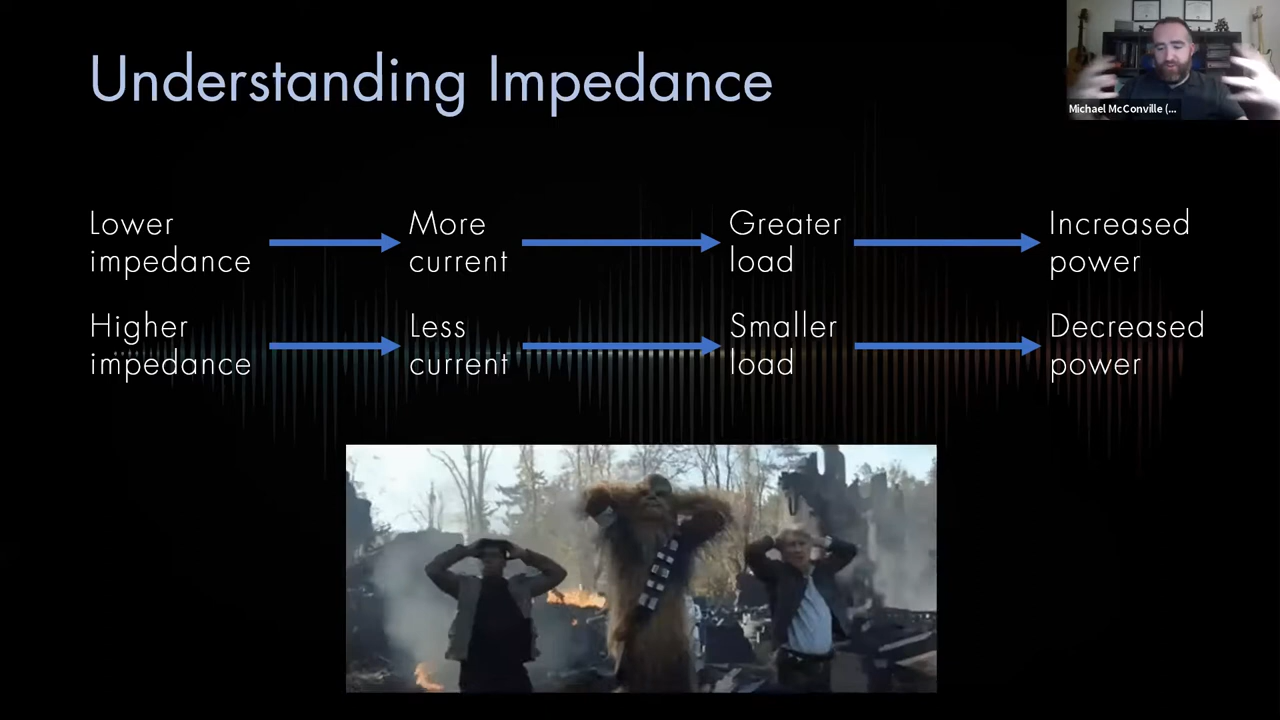 Understanding Impedance
Michael McConville (...
Lower impedance
More current
Greater load
Increased power
Higher impedance
Less current
Smaller load
Decreased power